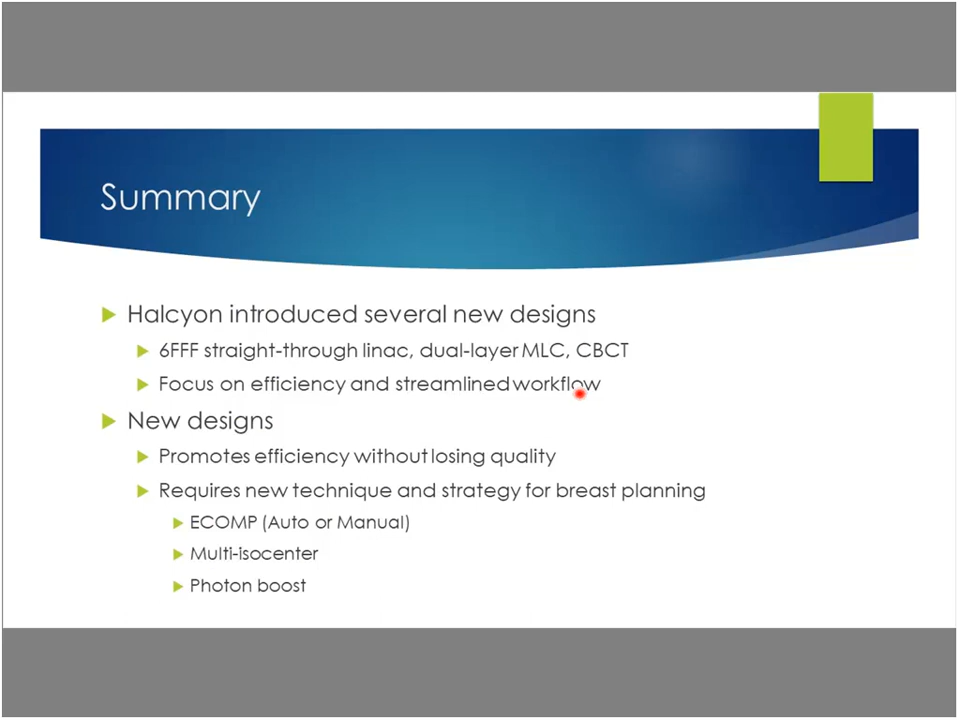 Summary
Halcyon introduced several new designs
6FFF straight-through linac, dual-layer MLC, CBCT
Focus on efficiency and streamlined workflow
New designs
Promotes efficiency without losing quality
Requires new technique and strategy for breast planning
ECOMP (Auto or Manual)
Multi-isocenter
Photon boost